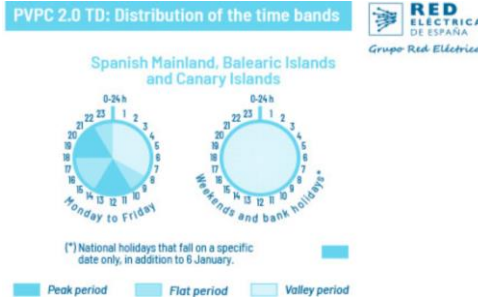 PVPC 2.0 TD: Distribution of the time bands
RED
ELÉCTRICA
DE ESPAÑA
Grupo Red Eléctrica
Spanish Mainland, Balearic Islands
and Canary Islands
0-24 h
1 2 3 4 5 6 7 8 9 10 11 12 13 14 15 16 17 18 19 20 21 22 23
Monday to Friday
0-24 h
1 2 3 4 5 6 7 8 9 10 11 12 13 14 15 16 17 18 19 20 21 22 23
Weekends and bank holidays*
(*) National holidays that fall on a specific
date only, in addition to 6 January.
Peak period
Flat period
Valley period